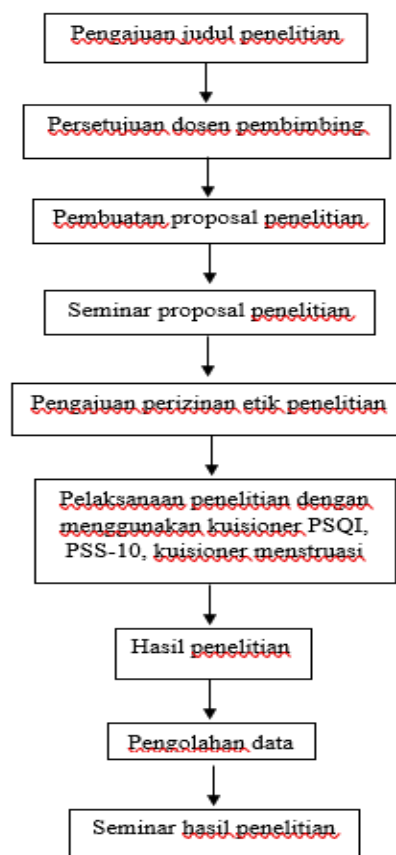 Pengajuan judul penelitian
Persetujuan dosen pembimbing
Pembuatan proposal penelitian
Seminar proposal penelitian
Pengajuan perizinan etik penelitian
Pelaksanaan penelitian dengan
menggunakan kuisioner PSQI,
PSS-10, kuisioner menstruasi
Hasil penelitian
Pengolahan data
Seminar hasil penelitian